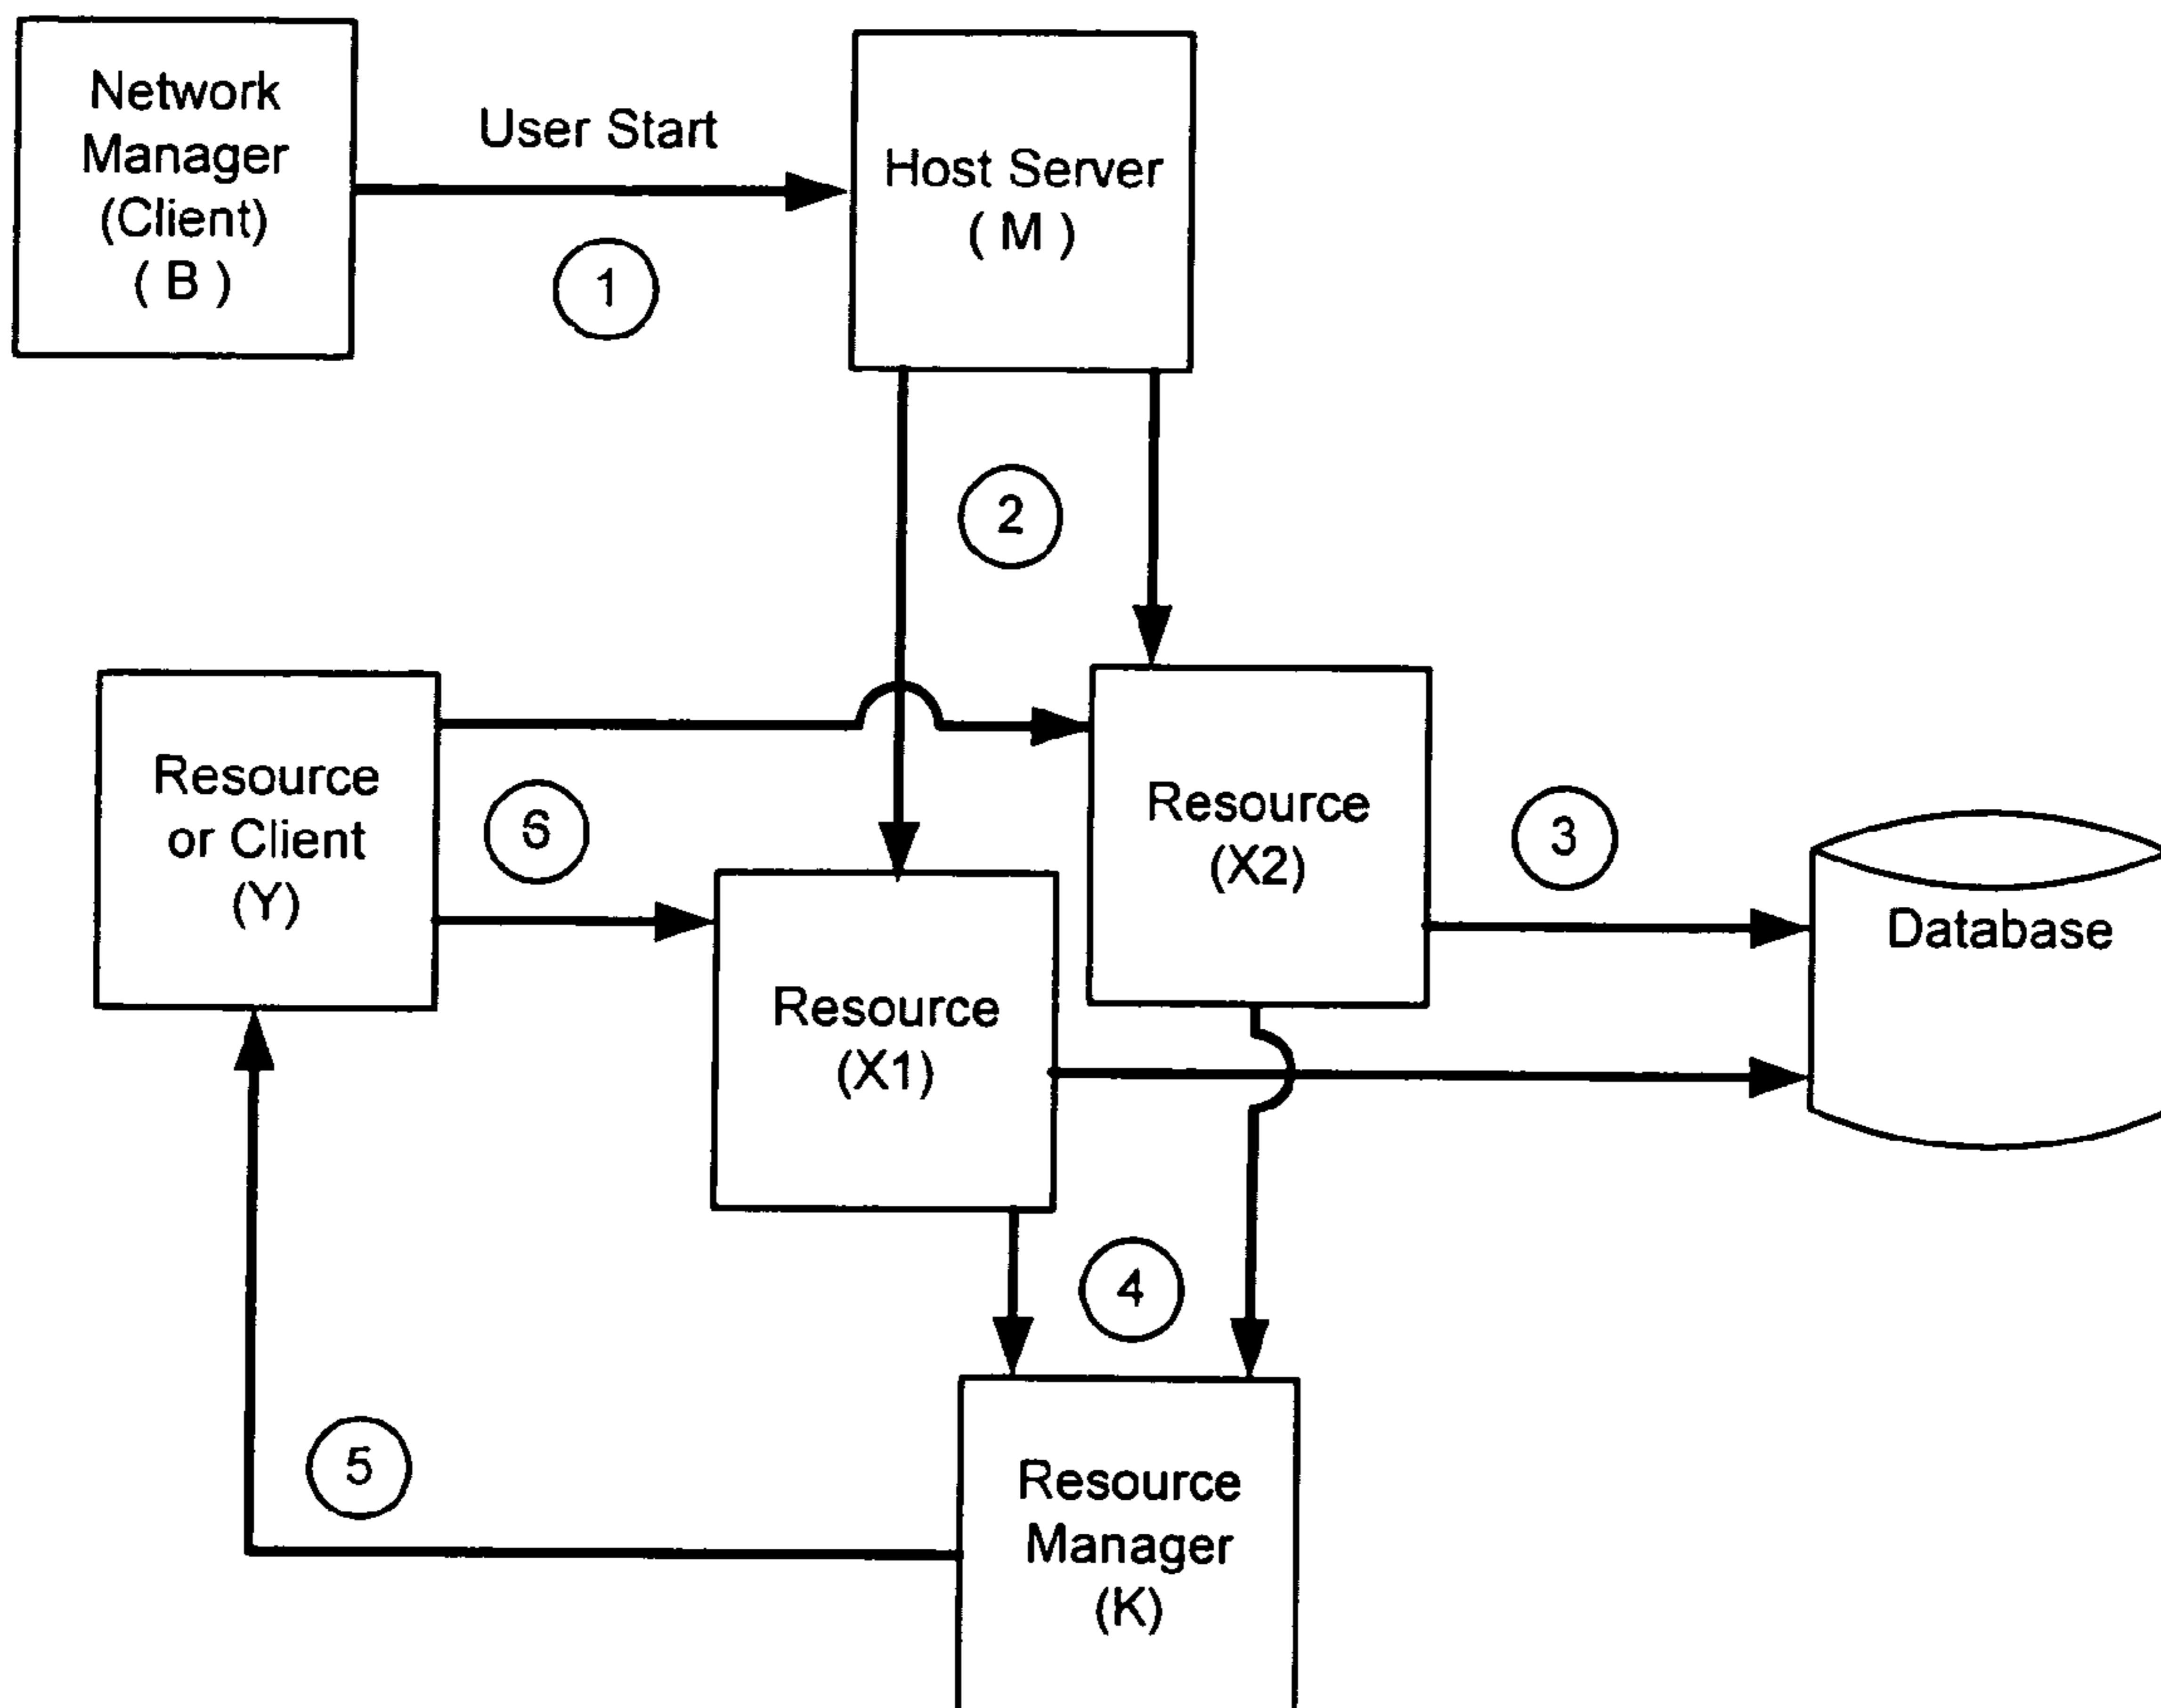 Network
Manager
(Client)
( B )
User Start
1
Host Server
( M )
2
Resource
or Client
(Y)
6
Resource
(X2)
3
Database
Resource
(X1)
4
5
Resource
Manager
(K)